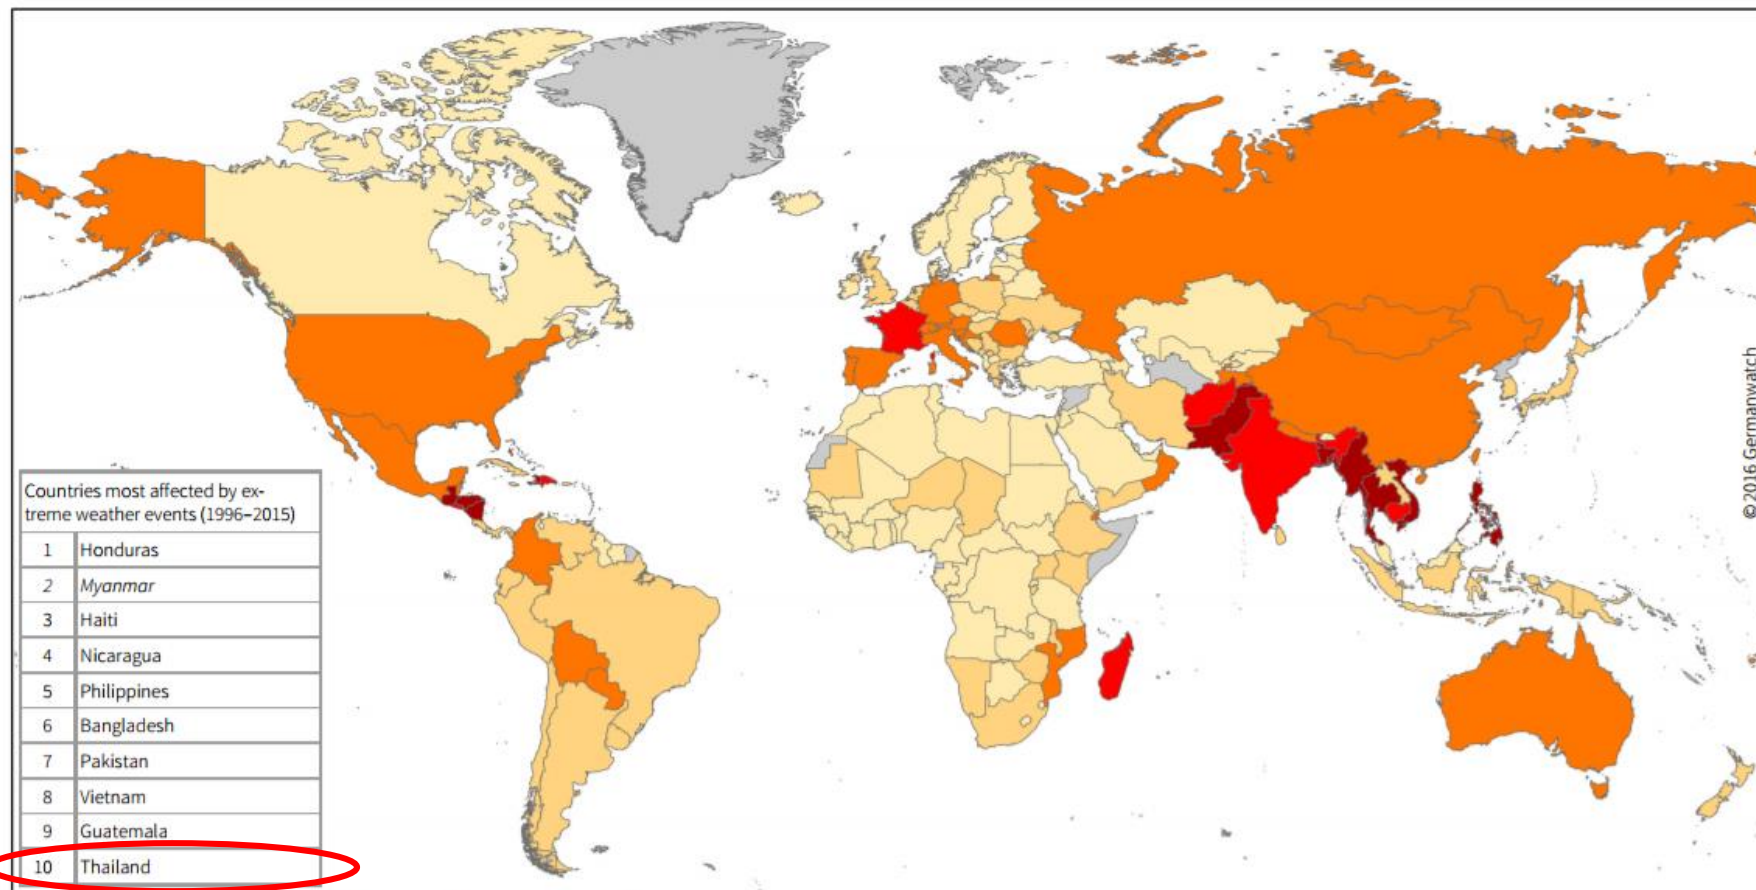 Countries most affected by ex-
treme weather events (1996–2015)
1 Honduras
2 Myanmar
3 Haiti
4 Nicaragua
5 Philippines
6 Bangladesh
7 Pakistan
8 Vietnam
9 Guatemala
10 Thailand
©2016 Germanwatch